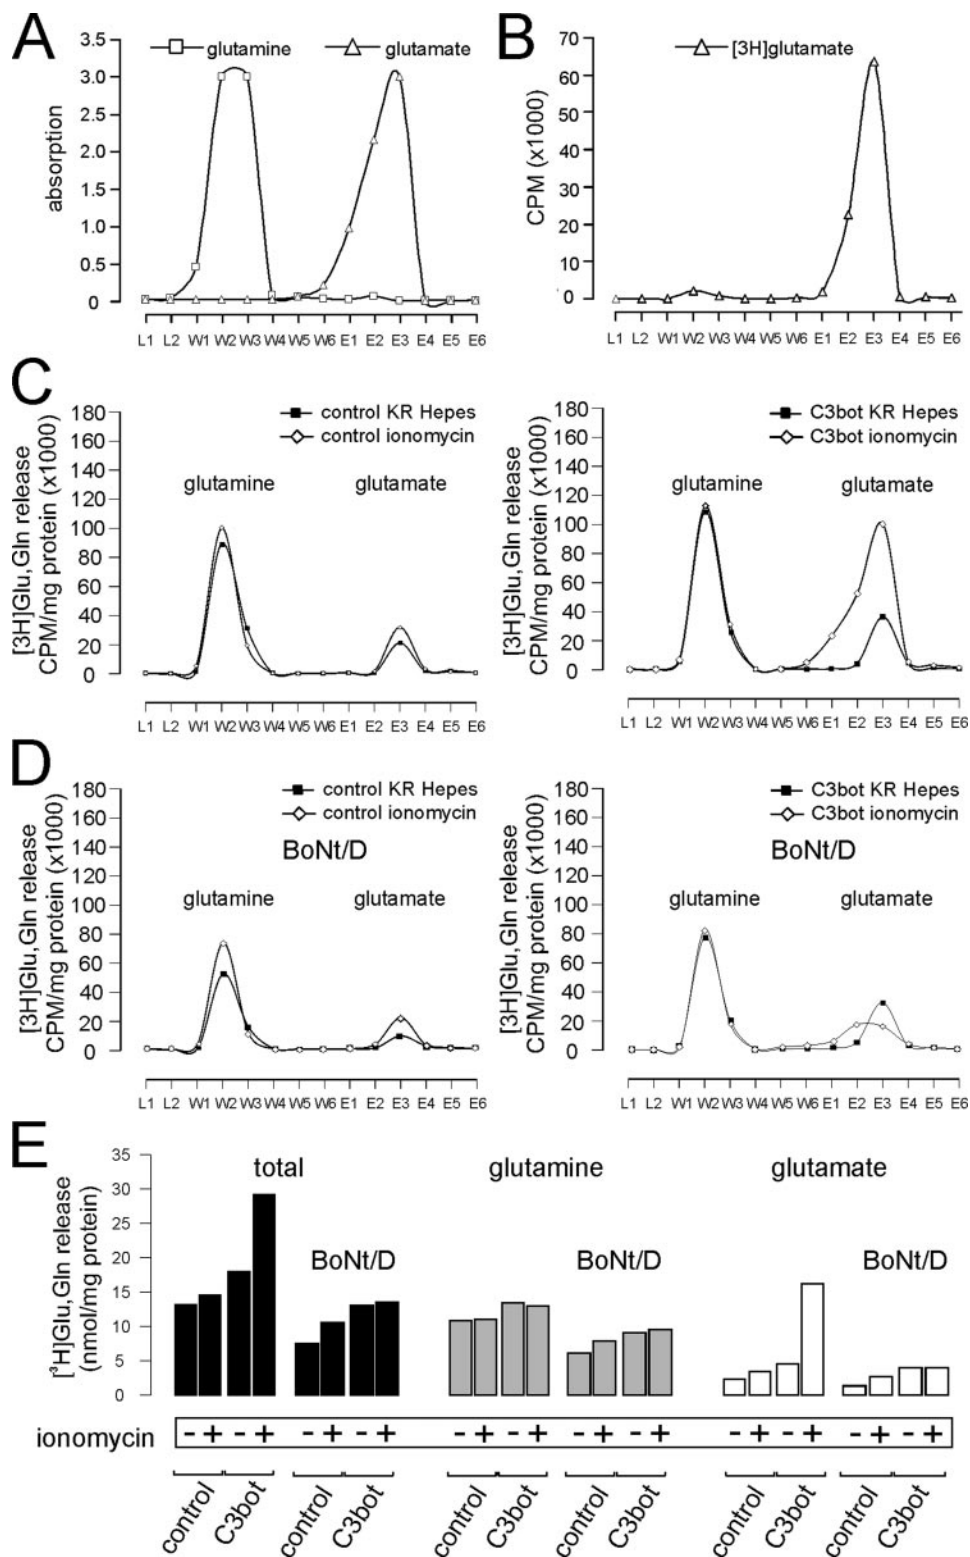 A
glutamine
glutamate
absorption
3.5
3.0
2.5
2.0
1.5
1.0
0.5
0
L1 L2 W1 W2 W3 W4 W5 W6 E1 E2 E3 E4 E5 E6
B
[3H]glutamate
CPM (x1000)
70
60
50
40
30
20
10
0
L1 L2 W1 W2 W3 W4 W5 W6 E1 E2 E3 E4 E5 E6
C
[3H]Glu,Gln release
CPM/mg protein (x1000)
180
160
140
120
100
80
60
40
20
0
control KR Hepes
control ionomycin
glutamine
glutamate
L1 L2 W1 W2 W3 W4 W5 W6 E1 E2 E3 E4 E5 E6
[3H]Glu,Gln release
CPM/mg protein (x1000)
180
160
140
120
100
80
60
40
20
0
C3bot KR Hepes
C3bot ionomycin
glutamine
glutamate
L1 L2 W1 W2 W3 W4 W5 W6 E1 E2 E3 E4 E5 E6
D
[3H]Glu,Gln release
CPM/mg protein (x1000)
180
160
140
120
100
80
60
40
20
0
control KR Hepes
control ionomycin
BoNt/D
glutamine
glutamate
L1 L2 W1 W2 W3 W4 W5 W6 E1 E2 E3 E4 E5 E6
[3H]Glu,Gln release
CPM/mg protein (x1000)
180
160
140
120
100
80
60
40
20
0
C3bot KR Hepes
C3bot ionomycin
BoNt/D
glutamine
glutamate
L1 L2 W1 W2 W3 W4 W5 W6 E1 E2 E3 E4 E5 E6
E
[³H]Glu,Gln release
(nmol/mg protein)
35
30
25
20
15
10
5
0
total
glutamine
glutamate
BoNt/D
BoNt/D
BoNt/D
ionomycin - + - + - + - + - + - + - + - + - + - + - + - +
control C3bot control C3bot control C3bot control C3bot control C3bot control C3bot